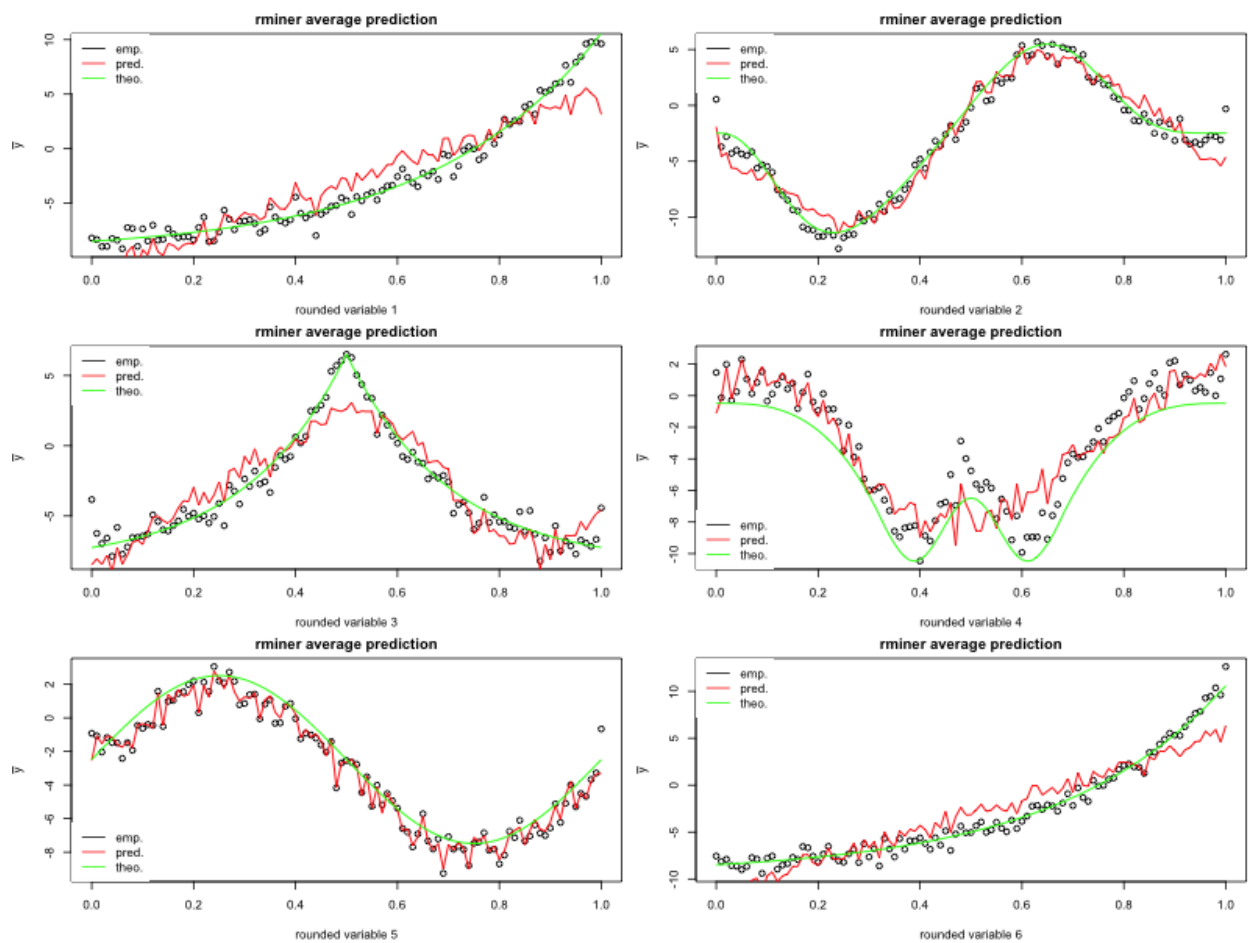 rminer average prediction
emp.
pred.
theo.
10
5
0
-5
y
0.0 0.2 0.4 0.6 0.8 1.0
rounded variable 1
rminer average prediction
emp.
pred.
theo.
5
0
-5
-10
y
0.0 0.2 0.4 0.6 0.8 1.0
rounded variable 2
rminer average prediction
emp.
pred.
theo.
5
0
-5
y
0.0 0.2 0.4 0.6 0.8 1.0
rounded variable 3
rminer average prediction
2
0
-2
-4
-6
-8
-10
y
emp.
pred.
theo.
0.0 0.2 0.4 0.6 0.8 1.0
rounded variable 4
rminer average prediction
2
0
-2
-4
-6
-8
y
emp.
pred.
theo.
0.0 0.2 0.4 0.6 0.8 1.0
rounded variable 5
rminer average prediction
emp.
pred.
theo.
10
5
0
-5
-10
y
0.0 0.2 0.4 0.6 0.8 1.0
rounded variable 6